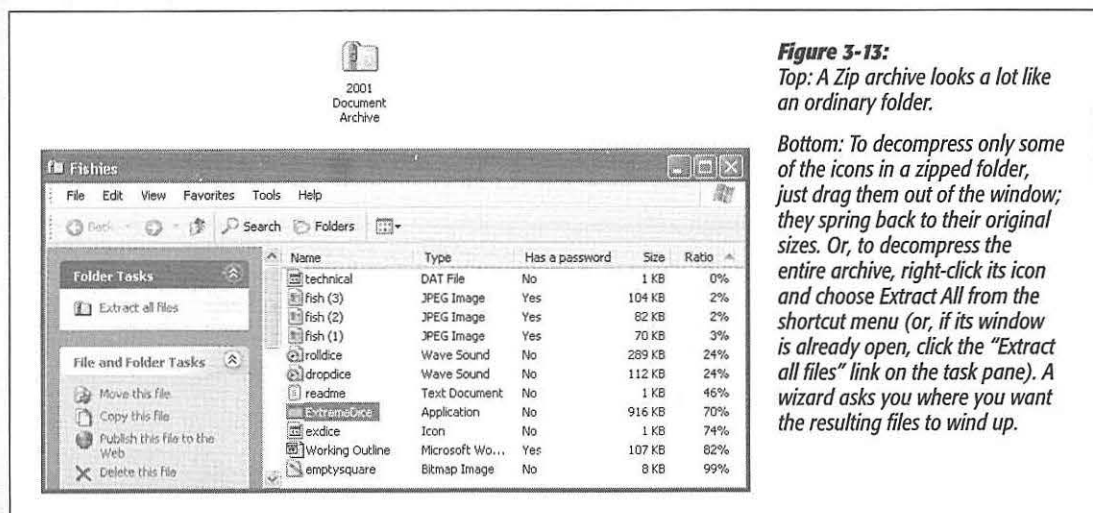 2001
Document
Archive
Fishies
File Edit View Favorites Tools Help
Back Search Folders
Folder Tasks
Extract all files
File and Folder Tasks
Move this file
Copy this file
Publish this file to the
Web
Delete this file
Name Type Has a password Size Ratio
technical DAT File No 1 KB 0%
fish (3) JPEG Image Yes 104 KB 2%
fish (2) JPEG Image Yes 82 KB 2%
fish (1) JPEG Image Yes 70 KB 3%
rolldice Wave Sound No 289 KB 24%
dropdice Wave Sound No 112 KB 24%
readme Text Document No 1 KB 46%
ExtremeDice Application No 916 KB 70%
exdice Icon No 1 KB 74%
Working Outline Microsoft Wo... Yes 107 KB 82%
emptysquare Bitmap Image No 8 KB 99%
Figure 3-13:
Top: A Zip archive looks a lot like
an ordinary folder.
Bottom: To decompress only some
of the icons in a zipped folder,
just drag them out of the window;
they spring back to their original
sizes. Or, to decompress the
entire archive, right-click its icon
and choose Extract All from the
shortcut menu (or, if its window
is already open, click the “Extract
all files” link on the task pane). A
wizard asks you where you want
the resulting files to wind up.